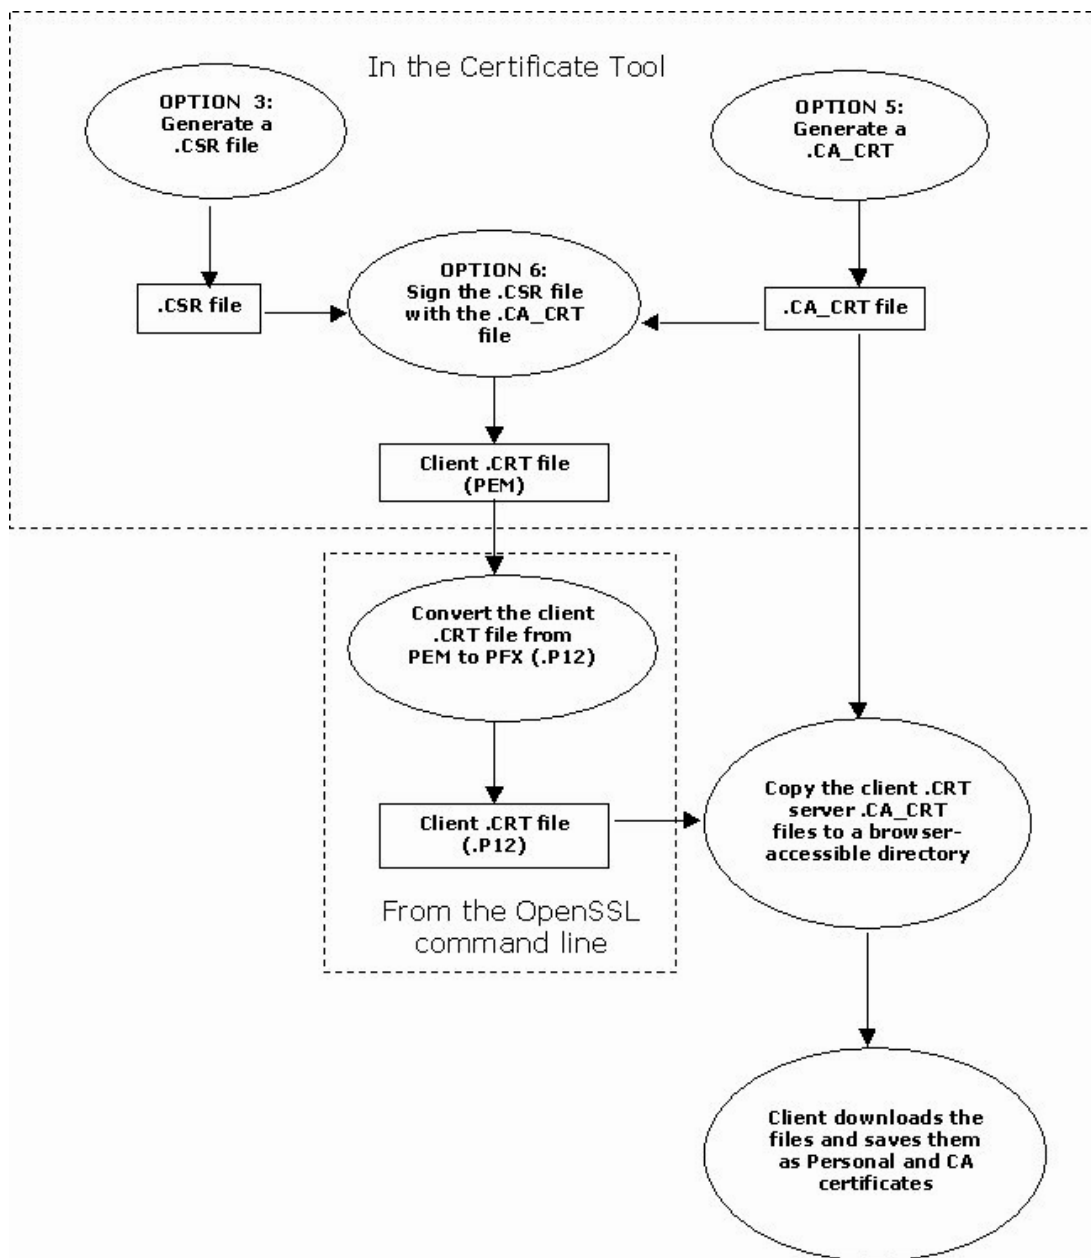 In the Certificate Tool
OPTION 3:
Generate a
.CSR file
OPTION 5:
Generate a
.CA_CRT
OPTION 6:
Sign the .CSR file
with the .CA_CRT
file
.CSR file
.CA_CRT file
Client .CRT file
(PEM)
Convert the client
.CRT file from
PEM to PFX (.P12)
Client .CRT file
(.P12)
From the OpenSSL
command line
Copy the client .CRT
server .CA_CRT
files to a browser-
accessible directory
Client downloads the
files and saves them
as Personal and CA
certificates